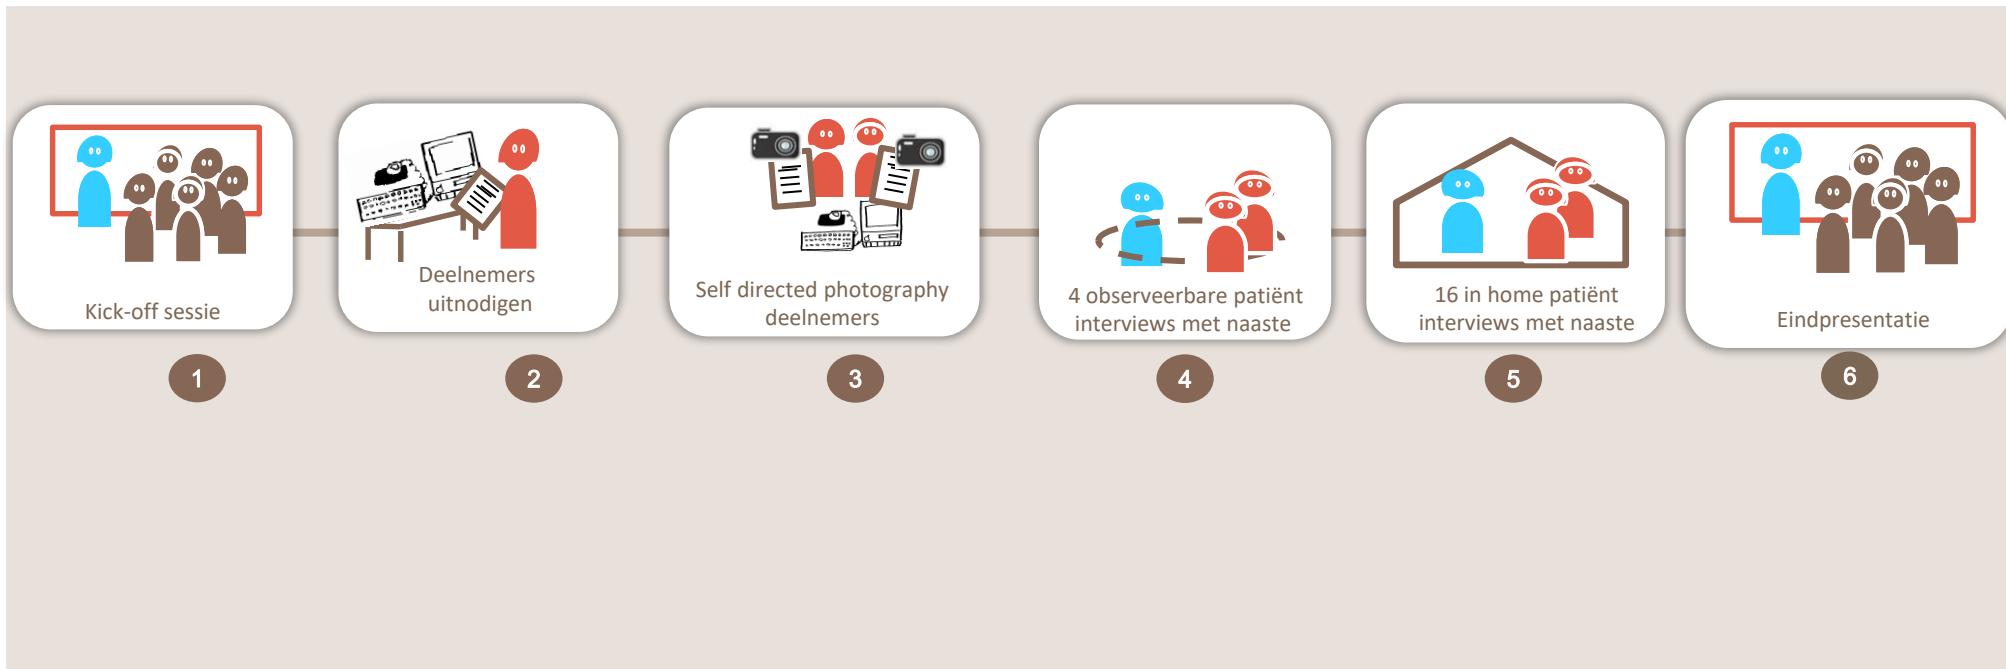 Kick-off sessie
1
Deelnemers
uitnodigen
2
Self directed photography
deelnemers
3
4 observeerbare patiënt
interviews met naaste
4
16 in home patiënt
interviews met naaste
5
Eindpresentatie
6